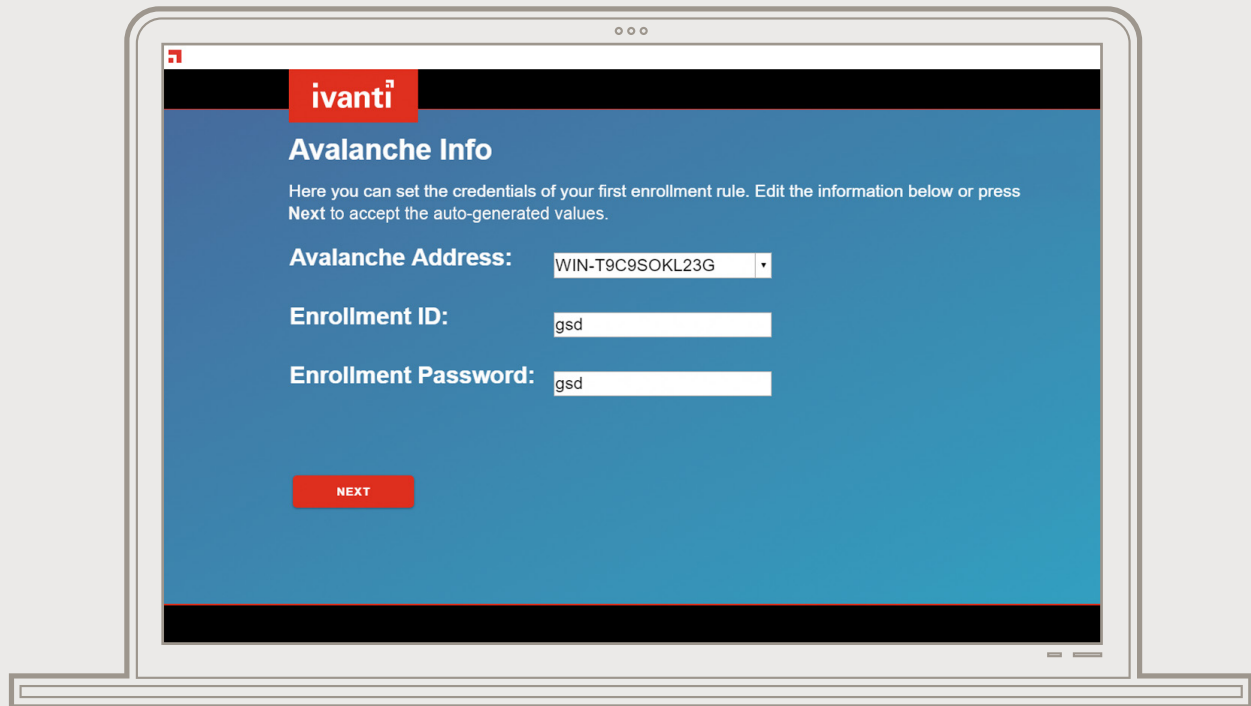 ivanti
Avalanche Info
Here you can set the credentials of your first enrollment rule. Edit the information below or press
Next to accept the auto-generated values.
Avalanche Address: WIN-T9C9SOKL23G
Enrollment ID: gsd
Enrollment Password: gsd
NEXT